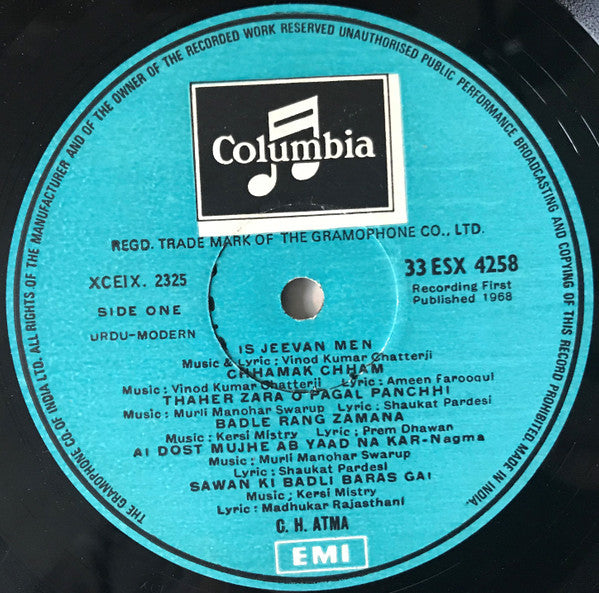 THE GRAMOPHONE CO. OF INDIA LTD. ALL RIGHTS OF THE MANUFACTURER AND OF THE OWNER OF THE RECORDED WORK RESERVED UNAUTHORISED PUBLIC PERFORMANCE BROADCASTING AND COPYING OF THIS RECORD PROHIBITED. MADE IN INDIA.
Columbia
REGD. TRADE MARK OF THE GRAMOPHONE CO., LTD.
XCEIX. 2325
33 ESX 4258
SIDE ONE
Recording First
Published 1968
URDU-MODERN
IS JEEVAN MEN
Music & Lyric : Vinod Kumar Chatterji
CHHAMAK CHHAM
Music : Vinod Kumar Chatterji Lyric : Ameen Farooqui
THAHER ZARA O PAGAL PANCHHI
Music : Murli Manohar Swarup Lyric : Shaukat Pardesi
BADLE RANG ZAMANA
Music : Kersi Mistry Lyric : Prem Dhawan
AI DOST MUJHE AB YAAD NA KAR-Nagma
Music : Murli Manohar Swarup
Lyric : Shaukat Pardesi
SAWAN KI BADLI BARAS GAI
Music : Kersi Mistry
Lyric : Madhukar Rajasthani
C. H. ATMA
EMI